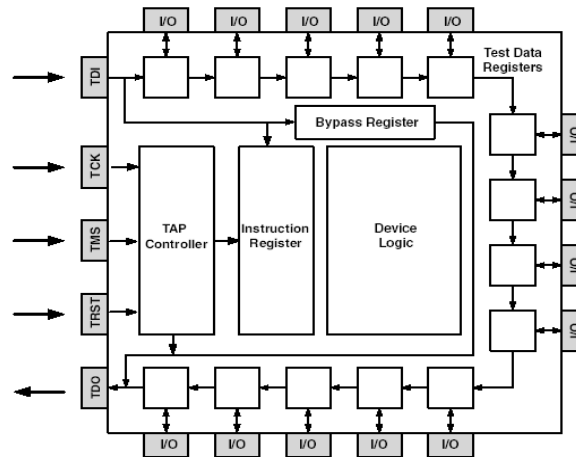 I/O
I/O
I/O
I/O
I/O
TDI
Test Data
Registers
Bypass Register
I/O
TCK
TAP
Controller
Instruction
Register
Device
Logic
I/O
TMS
I/O
TRST
I/O
TDO
I/O
I/O
I/O
I/O
I/O